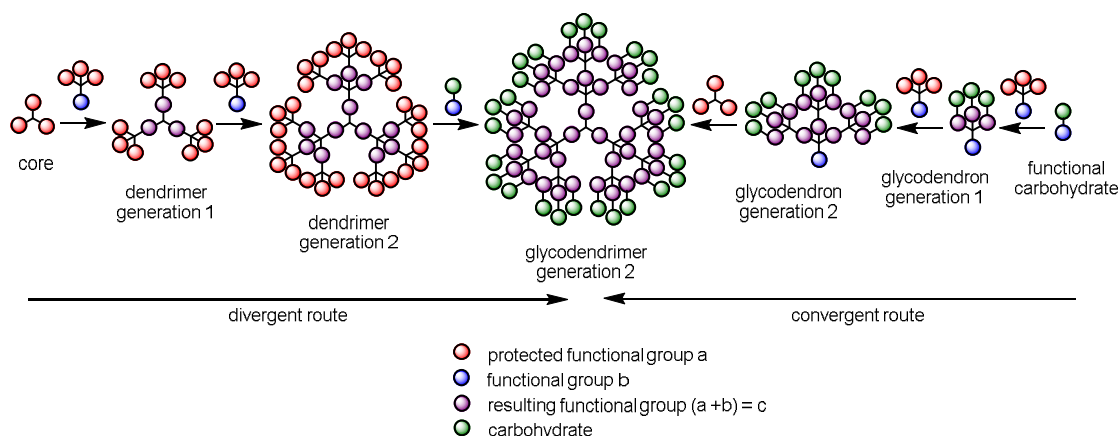 core
dendrimer
generation 1
dendrimer
generation 2
glycodendrimer
generation 2
glycodendron
generation 2
glycodendron
generation 1
functional
carbohydrate
divergent route
convergent route
protected functional group a
functional group b
resulting functional group (a +b) = c
carbohydrate